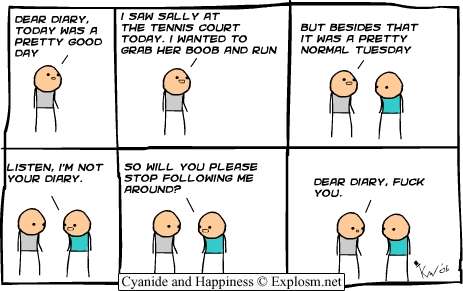 DEAR DIARY,
TODAY WAS A
PRETTY GOOD
DAY
I SAW SALLY AT
THE TENNIS COURT
TODAY. I WANTED TO
GRAB HER BOOB AND RUN
BUT BESIDES THAT
IT WAS A PRETTY
NORMAL TUESDAY
LISTEN, I'M NOT
YOUR DIARY.
SO WILL YOU PLEASE
STOP FOLLOWING ME
AROUND?
DEAR DIARY, FUCK
YOU.
Cyanide and Happiness © Explosm.net